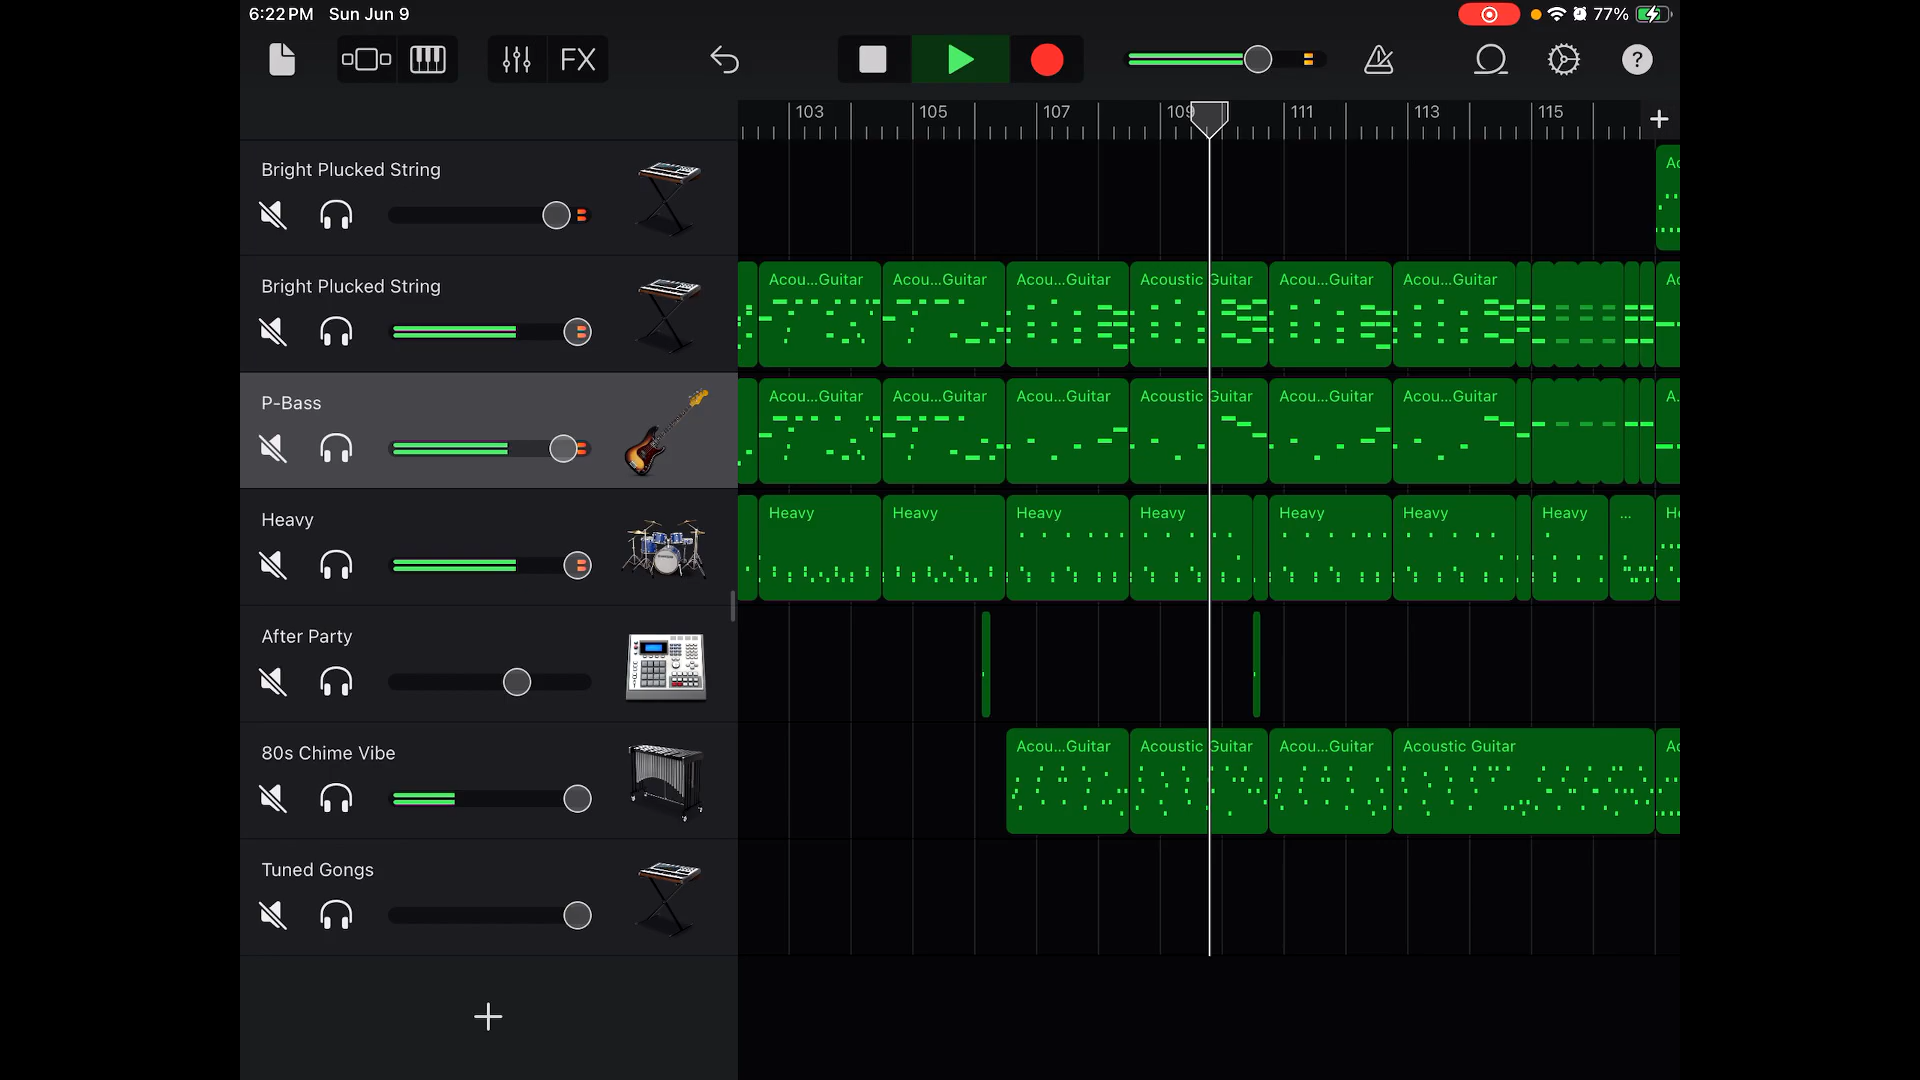 6:22 PM Sun Jun 9
77%
FX
?
103 105 107 109 111 113 115
Bright Plucked String
Bright Plucked String
Acou...Guitar Acou...Guitar Acou...Guitar Acoustic Guitar Acou...Guitar Acou...Guitar Ac
P-Bass
Acou...Guitar Acou...Guitar Acou...Guitar Acoustic Guitar Acou...Guitar Acou...Guitar A.
Heavy
Heavy Heavy Heavy Heavy Heavy Heavy Heavy ... He
After Party
80s Chime Vibe
Acou...Guitar Acoustic Guitar Acou...Guitar Acoustic Guitar Ac
Tuned Gongs